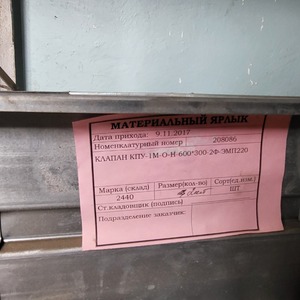 МАТЕРИАЛЬНЫЙ ЯРЛЫК
Дата прихода: 9.11.2017
Номенклатурный номер 208086
КЛАПАН КПУ-1М-О-Н-600*300-2Ф-ЭМП220
Марка (склад) Размер(кол-во) Сорт(ед.изм.)
2440 ШТ
Ст.кладовщик (подпись)
Подразделение заказчик: